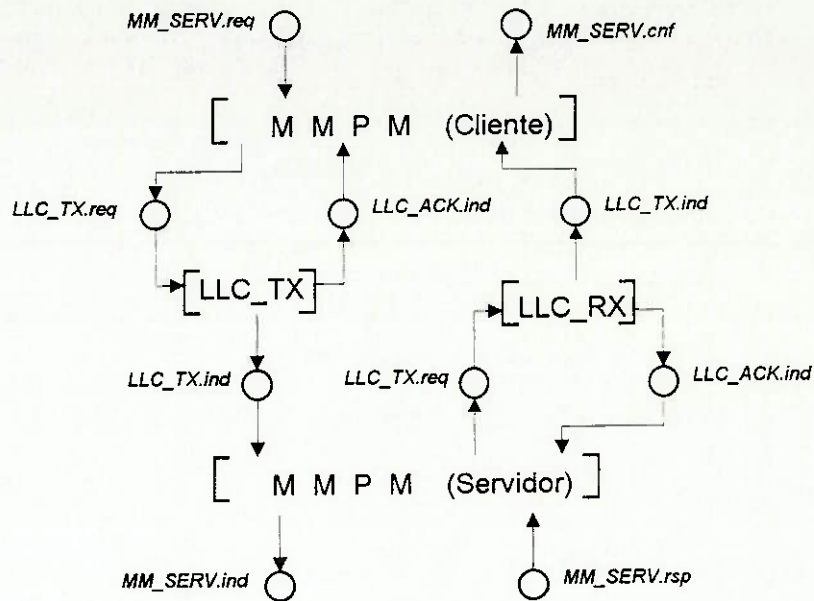 MM_SERV.req
MM_SERV.cnf
[ M M P M (Cliente) ]
LLC_TX.req
LLC_ACK.ind
LLC_TX.ind
[LLC_TX]
[LLC_RX]
LLC_TX.ind
LLC_TX.req
LLC_ACK.ind
[ M M P M (Servidor) ]
MM_SERV.ind
MM_SERV.rsp